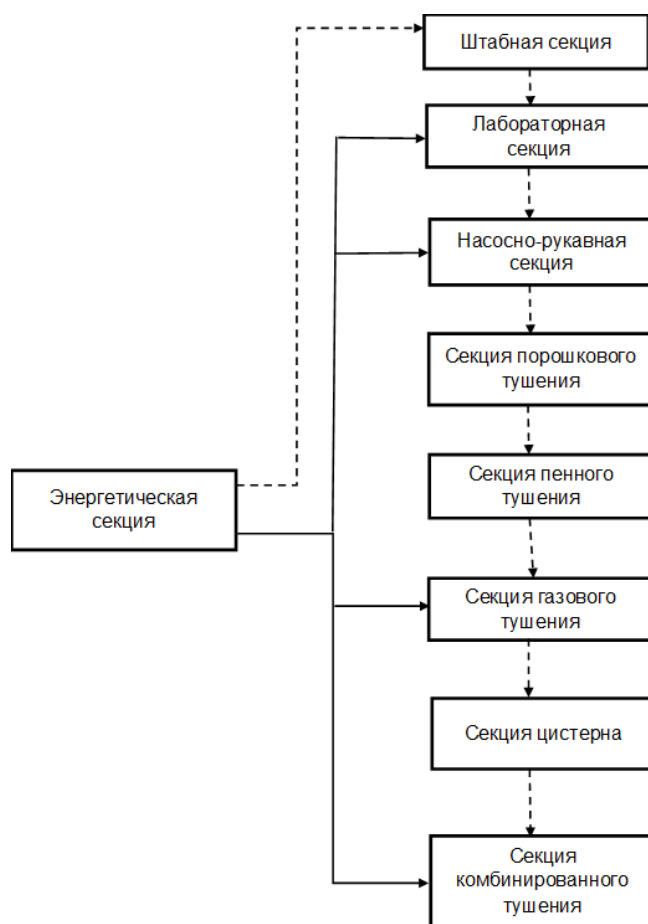 Штабная секция
Лабораторная
секция
Насосно-рукавная
секция
Секция порошкового
тушения
Энергетическая
секция
Секция пенного
тушения
Секция газового
тушения
Секция цистерна
Секция
комбинированного
тушения